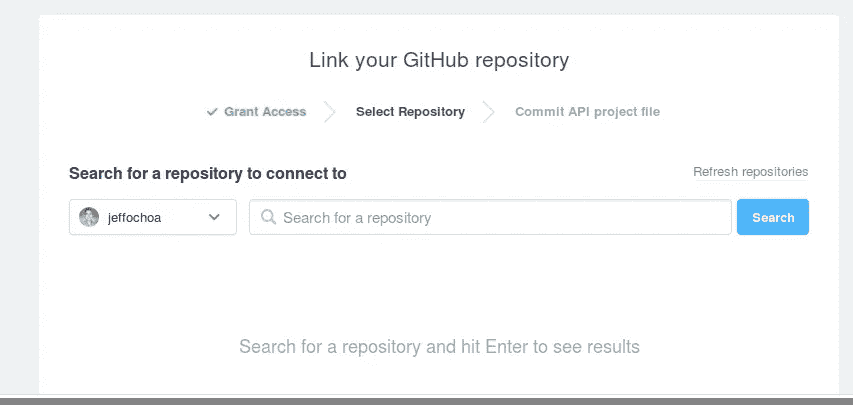 Link your GitHub repository
Grant Access
Select Repository
Commit API project file
Search for a repository to connect to
Refresh repositories
jeffochoa
Search for a repository
Search
Search for a repository and hit Enter to see results